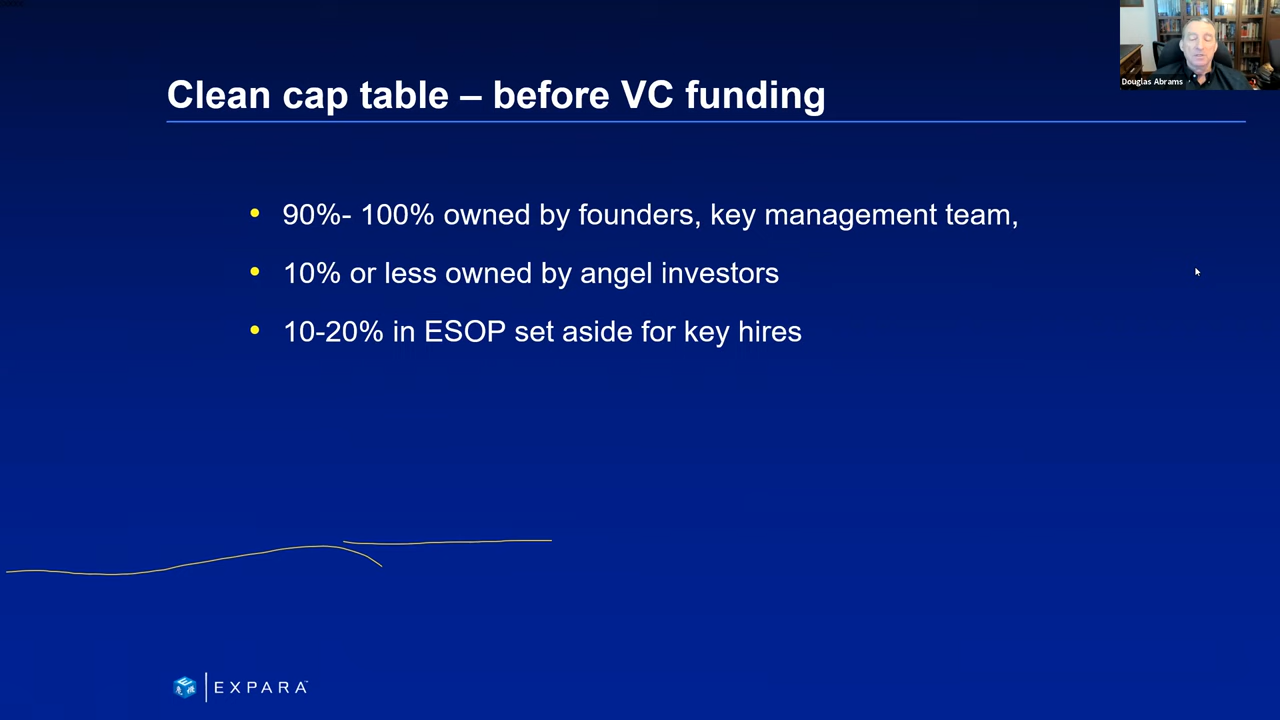 Douglas Abrams
Clean cap table – before VC funding
• 90%- 100% owned by founders, key management team,
• 10% or less owned by angel investors
• 10-20% in ESOP set aside for key hires
EXPARA™